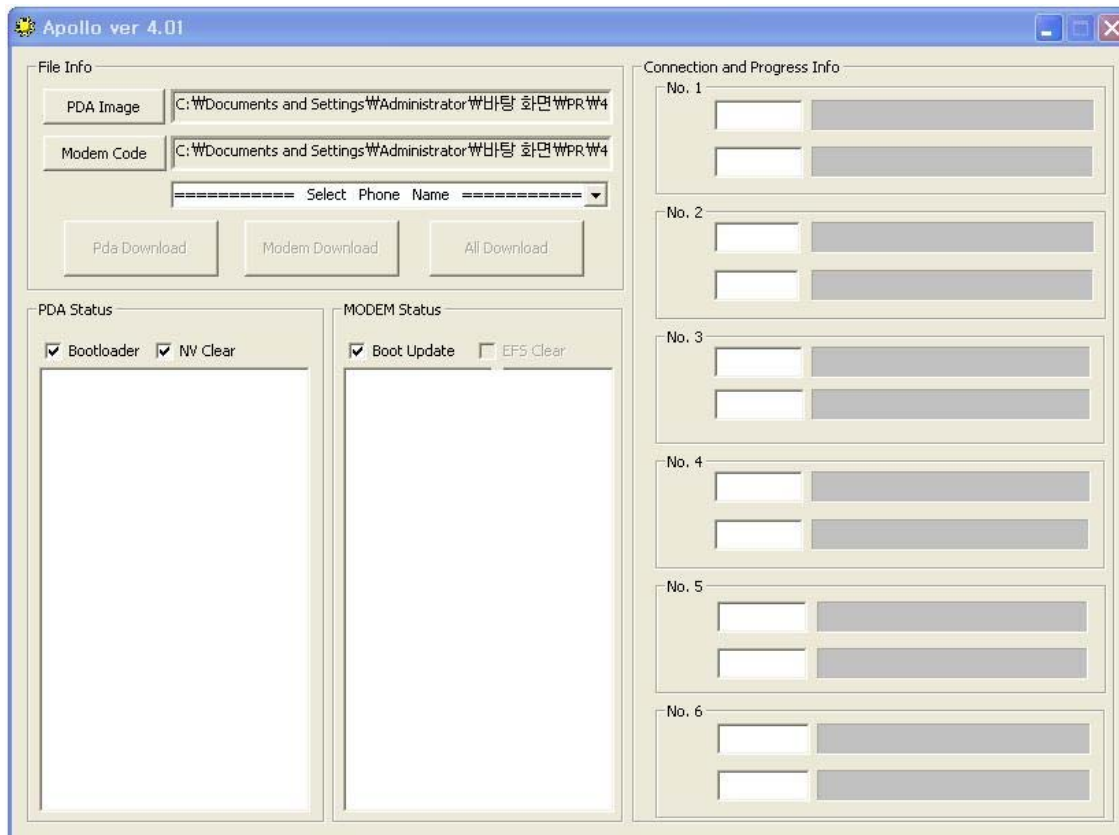 Apollo ver 4.01
File Info
PDA Image
C:₩Documents and Settings₩Administrator₩바탕 화면₩PR₩4
Modem Code
C:₩Documents and Settings₩Administrator₩바탕 화면₩PR₩4
=========== Select Phone Name ===========
Pda Download
Modem Download
All Download
PDA Status
Bootloader
NV Clear
MODEM Status
Boot Update
EFS Clear
Connection and Progress Info
No. 1
No. 2
No. 3
No. 4
No. 5
No. 6